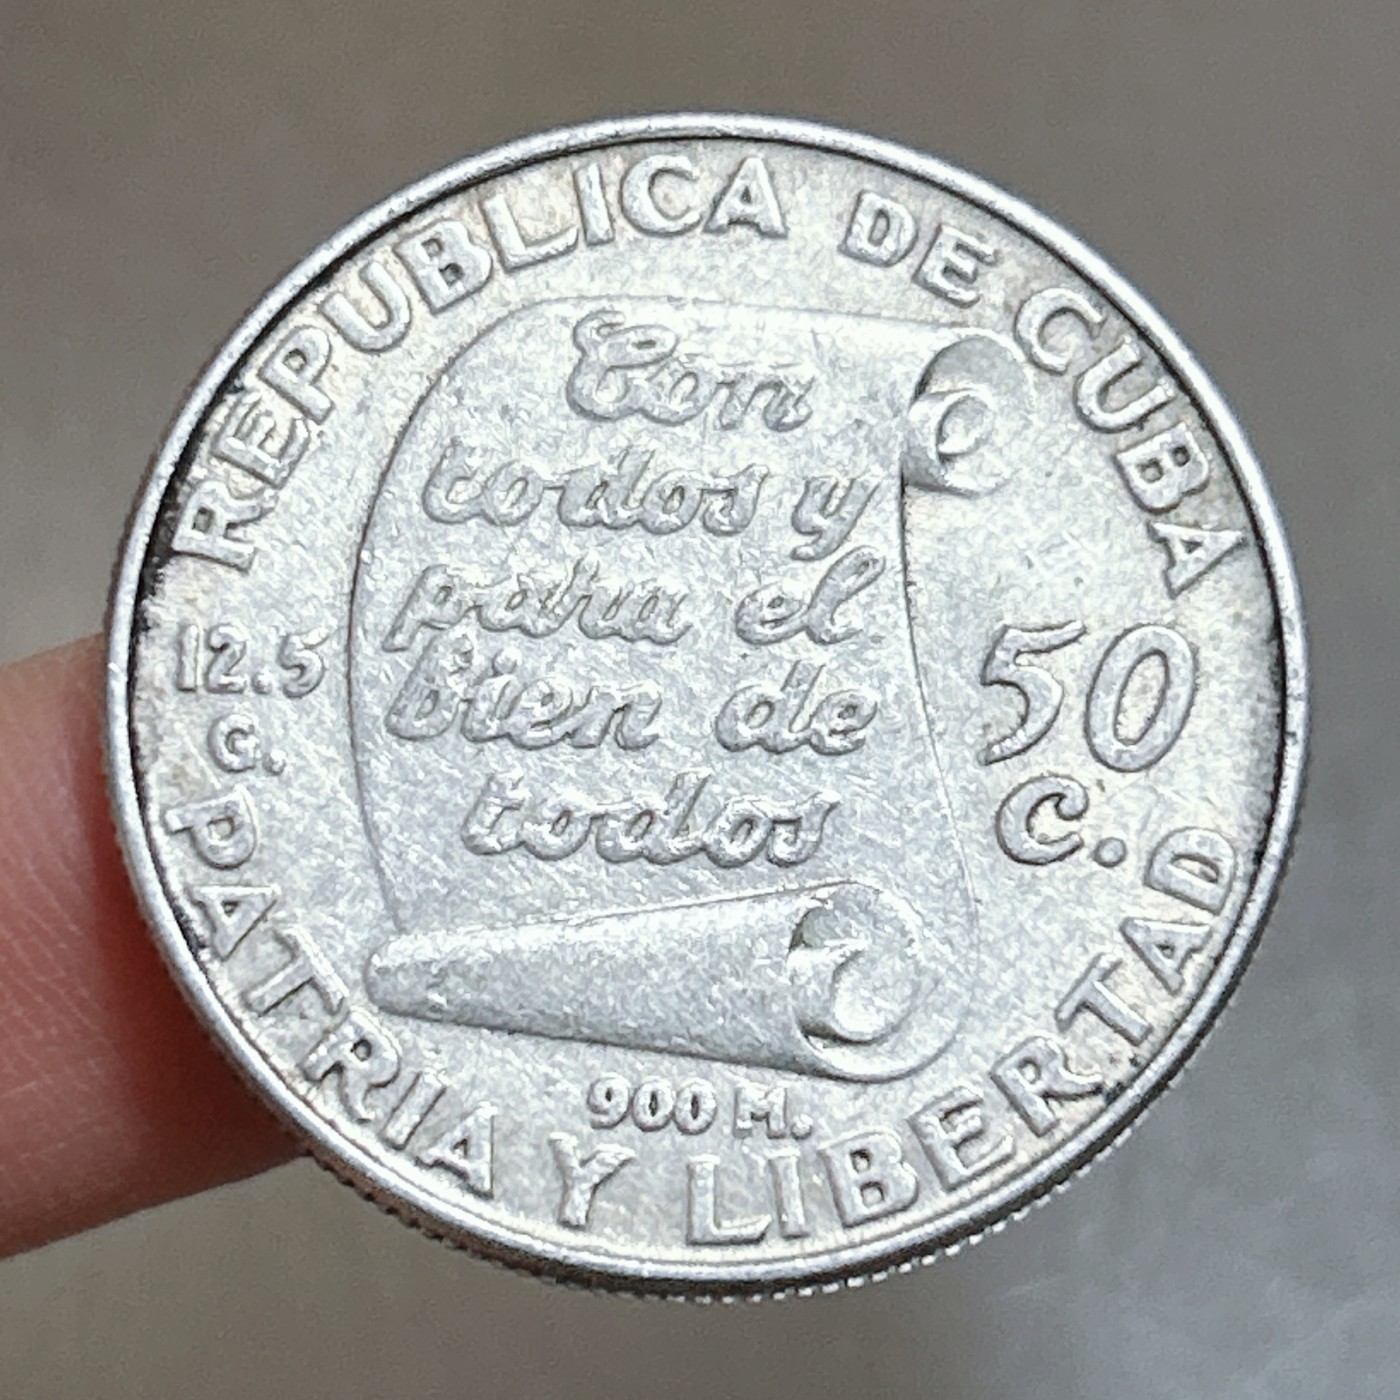 REPUBLICA DE CUBA
Con
todos y
para el
bien de
todos
12.5
G.
50
C.
900 M.
PATRIA Y LIBERTAD